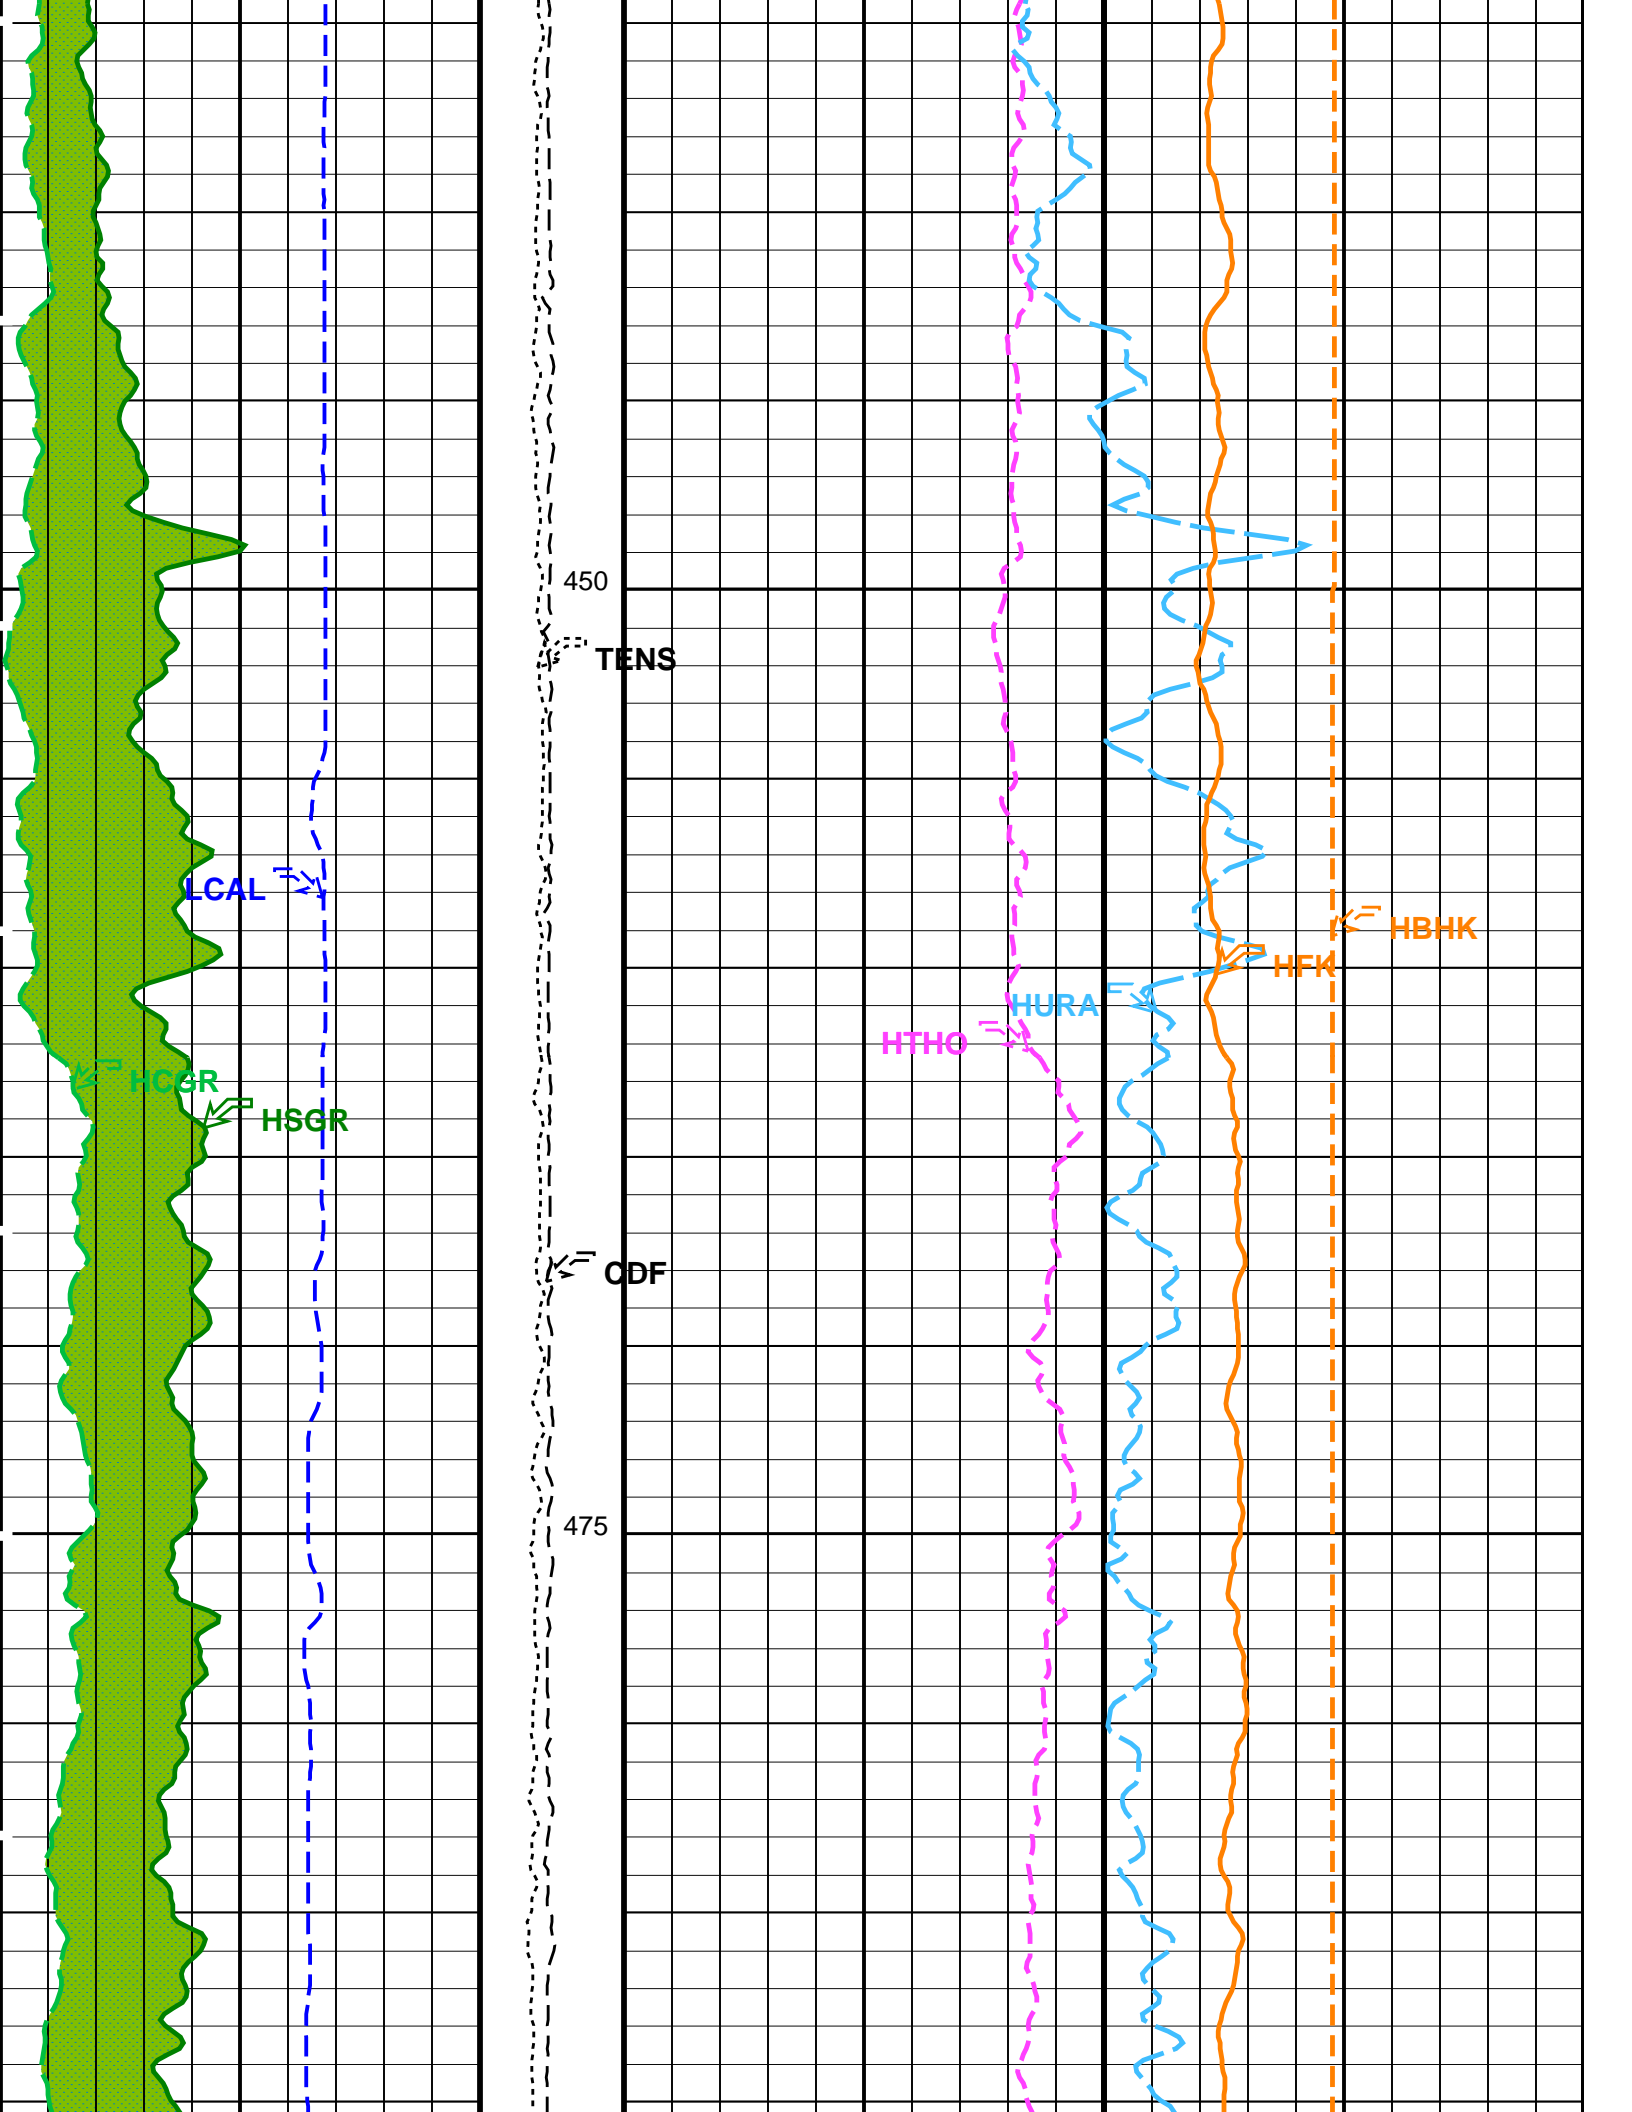 450
TENS
LCAL
HBHK
HFK
HURA
HTHO
HCGR
HSGR
CDF
475